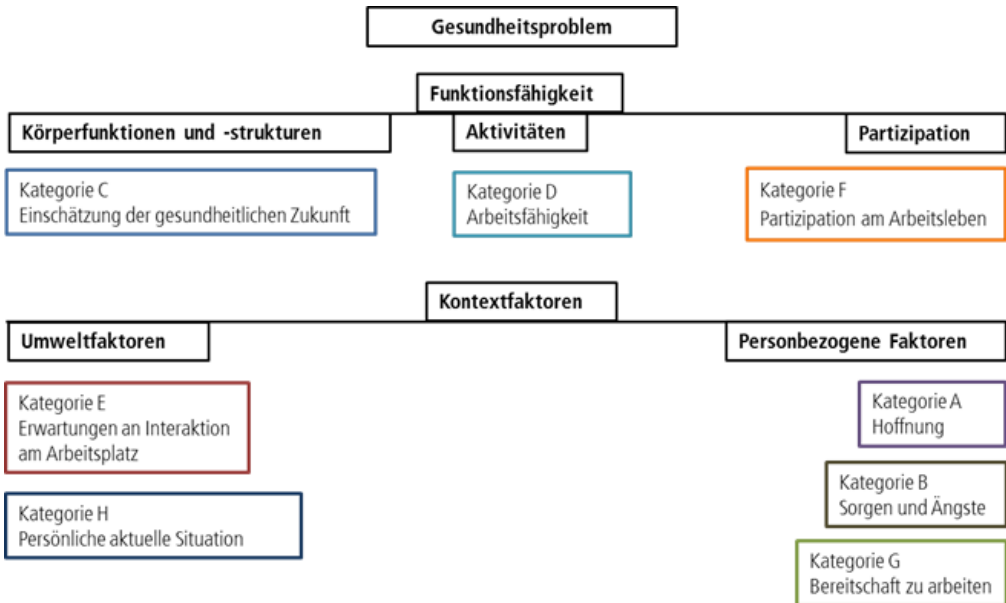 Gesundheitsproblem
Funktionsfähigkeit
Körperfunktionen und -strukturen
Aktivitäten
Partizipation
Kategorie C
Einschätzung der gesundheitlichen Zukunft
Kategorie D
Arbeitsfähigkeit
Kategorie F
Partizipation am Arbeitsleben
Kontextfaktoren
Umweltfaktoren
Personbezogene Faktoren
Kategorie E
Erwartungen an Interaktion
am Arbeitsplatz
Kategorie H
Persönliche aktuelle Situation
Kategorie A
Hoffnung
Kategorie B
Sorgen und Ängste
Kategorie G
Bereitschaft zu arbeiten